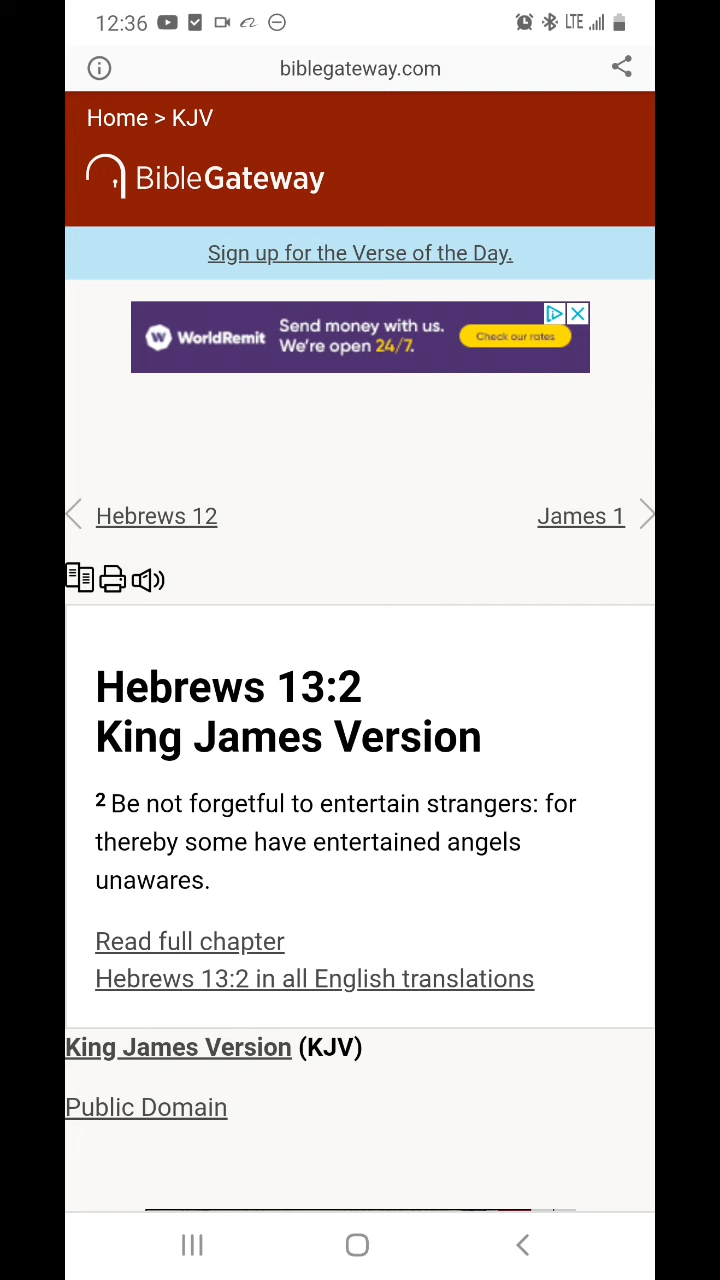 12:36 LTE
biblegateway.com
Home > KJV
BibleGateway
Sign up for the Verse of the Day.
W WorldRemit
Send money with us.
We're open 24/7.
Check our rates
Hebrews 12
James 1
Hebrews 13:2
King James Version
2 Be not forgetful to entertain strangers: for
thereby some have entertained angels
unawares.
Read full chapter
Hebrews 13:2 in all English translations
King James Version (KJV)
Public Domain